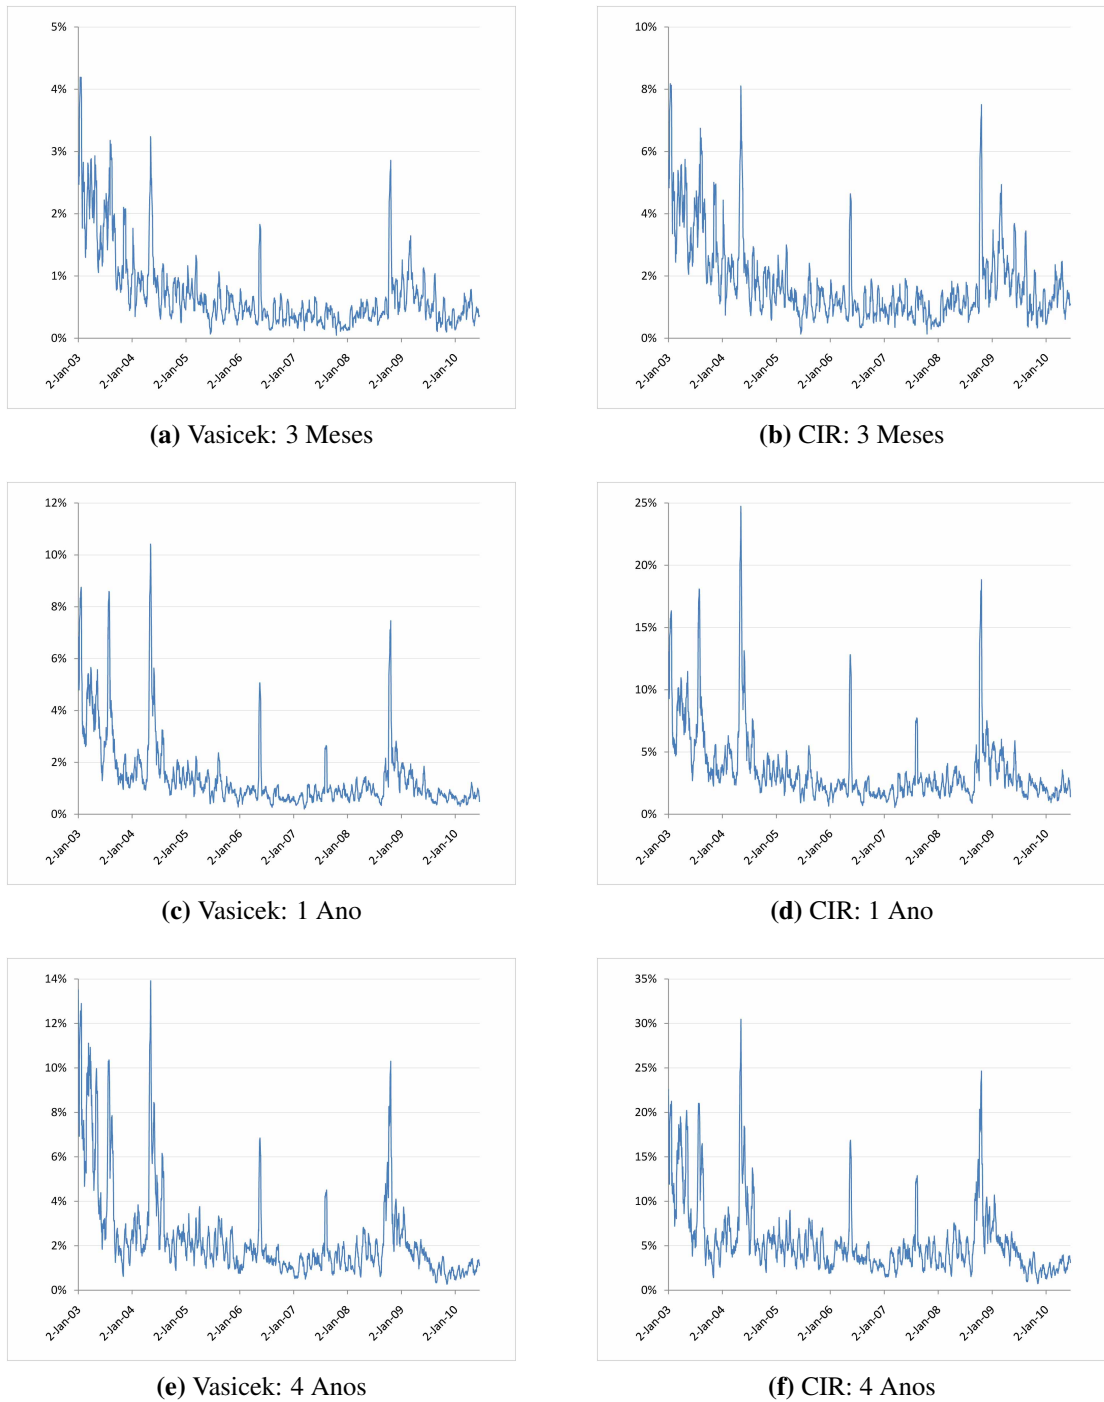 5%
4%
3%
2%
1%
0%
2-Jan-03
2-Jan-04
2-Jan-05
2-Jan-06
2-Jan-07
2-Jan-08
2-Jan-09
2-Jan-10
(a) Vasicek: 3 Meses
10%
8%
6%
4%
2%
0%
2-Jan-03
2-Jan-04
2-Jan-05
2-Jan-06
2-Jan-07
2-Jan-08
2-Jan-09
2-Jan-10
(b) CIR: 3 Meses
12%
10%
8%
6%
4%
2%
0%
2-Jan-03
2-Jan-04
2-Jan-05
2-Jan-06
2-Jan-07
2-Jan-08
2-Jan-09
2-Jan-10
(c) Vasicek: 1 Ano
25%
20%
15%
10%
5%
0%
2-Jan-03
2-Jan-04
2-Jan-05
2-Jan-06
2-Jan-07
2-Jan-08
2-Jan-09
2-Jan-10
(d) CIR: 1 Ano
14%
12%
10%
8%
6%
4%
2%
0%
2-Jan-03
2-Jan-04
2-Jan-05
2-Jan-06
2-Jan-07
2-Jan-08
2-Jan-09
2-Jan-10
(e) Vasicek: 4 Anos
35%
30%
25%
20%
15%
10%
5%
0%
2-Jan-03
2-Jan-04
2-Jan-05
2-Jan-06
2-Jan-07
2-Jan-08
2-Jan-09
2-Jan-10
(f) CIR: 4 Anos